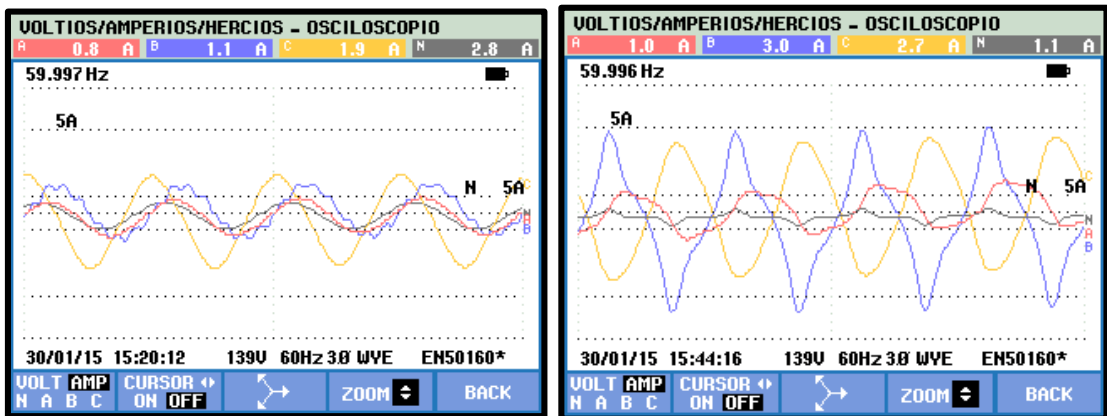 VOLTIOS/AMPERIOS/HERCIOS - OSCILOSCOPIO
A 0.8 A B 1.1 A C 1.9 A N 2.8 A
59.997 Hz
5A
N 5A
C
N
A
B
30/01/15 15:20:12 139V 60Hz 3Ø WYE EN50160*
VOLT AMP CURSOR ZOOM BACK
N A B C ON OFF
VOLTIOS/AMPERIOS/HERCIOS - OSCILOSCOPIO
A 1.0 A B 3.0 A C 2.7 A N 1.1 A
59.996 Hz
5A
N 5A
C
N
A
B
30/01/15 15:44:16 139V 60Hz 3Ø WYE EN50160*
VOLT AMP CURSOR ZOOM BACK
N A B C ON OFF